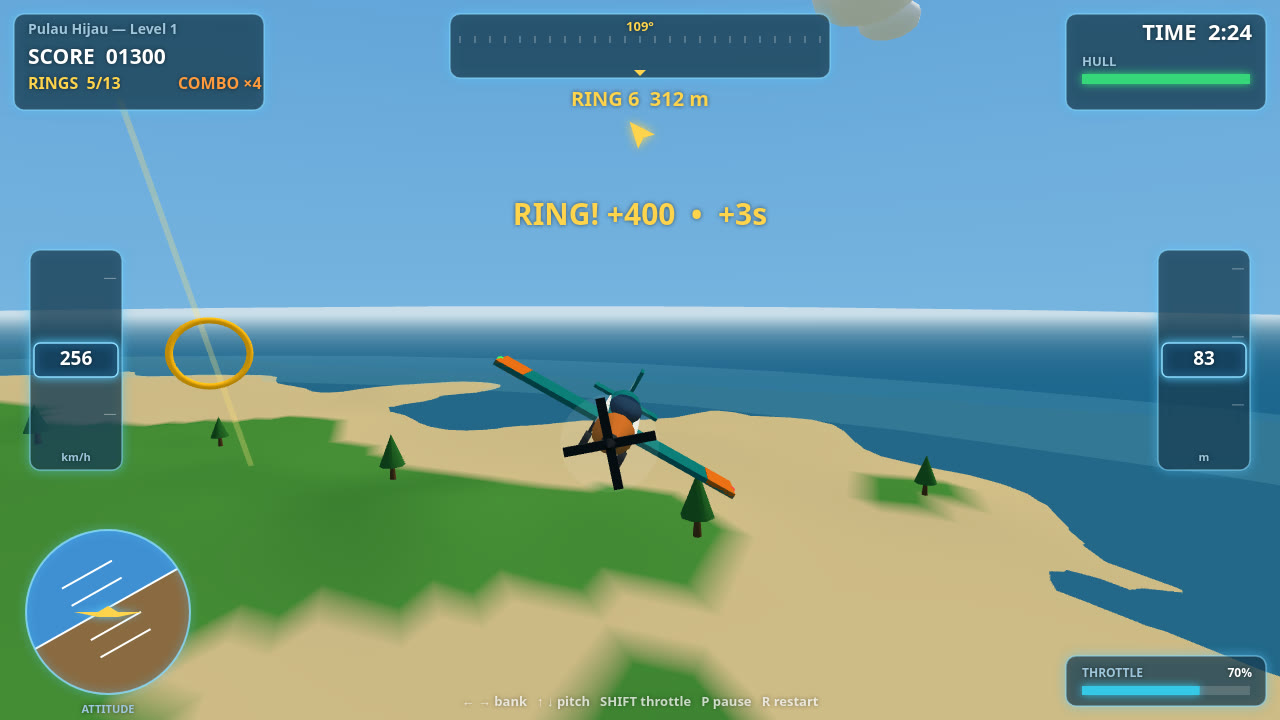 Pulau Hijau — Level 1
SCORE 01300
RINGS 5/13 COMBO ×4
109°
RING 6 312 m
TIME 2:24
HULL
RING! +400 • +3s
256
km/h
83
m
ATTITUDE
← → bank ↑ ↓ pitch SHIFT throttle P pause R restart
THROTTLE 70%